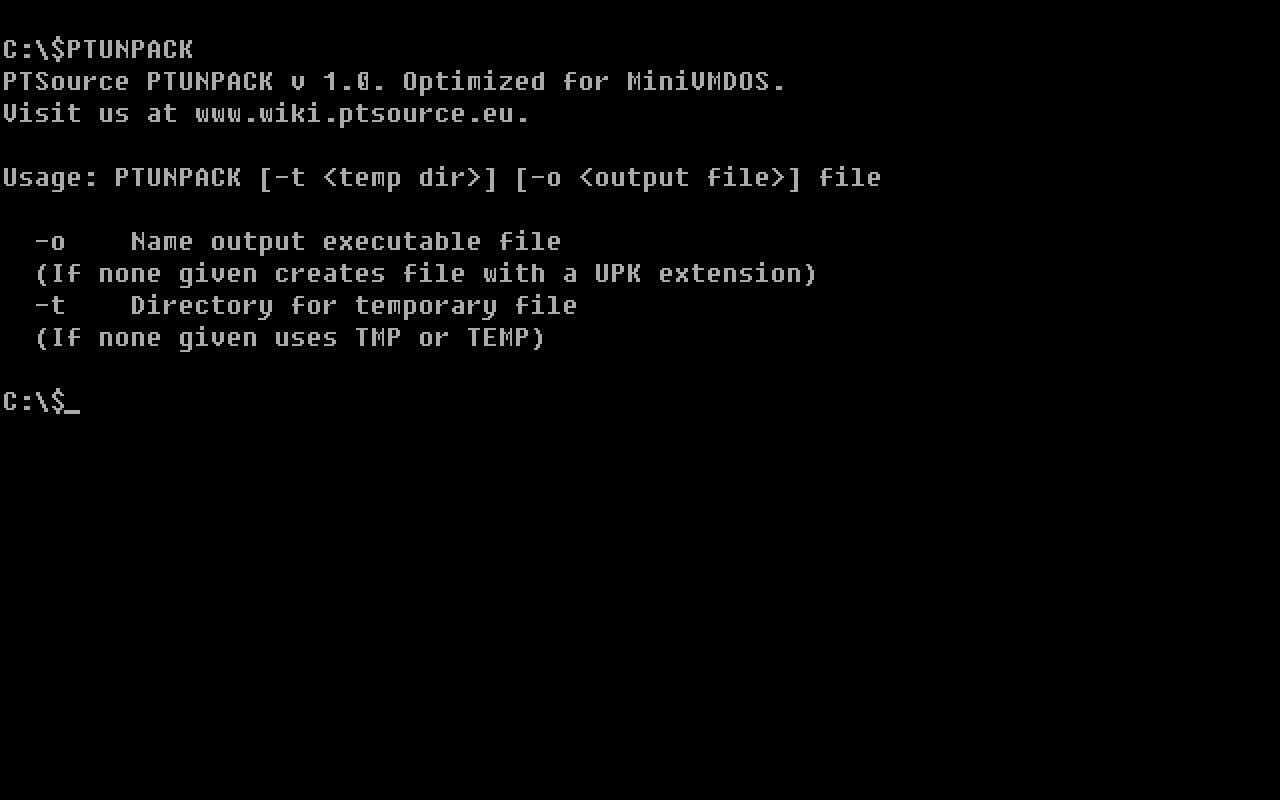 C:\$PTUNPACK
PTSource PTUNPACK v 1.0. Optimized for MiniVMDOS.
Visit us at www.wiki.ptsource.eu.
Usage: PTUNPACK [-t <temp dir>] [-o <output file>] file
-o    Name output executable file
(If none given creates file with a UPK extension)
-t    Directory for temporary file
(If none given uses TMP or TEMP)
C:\$_